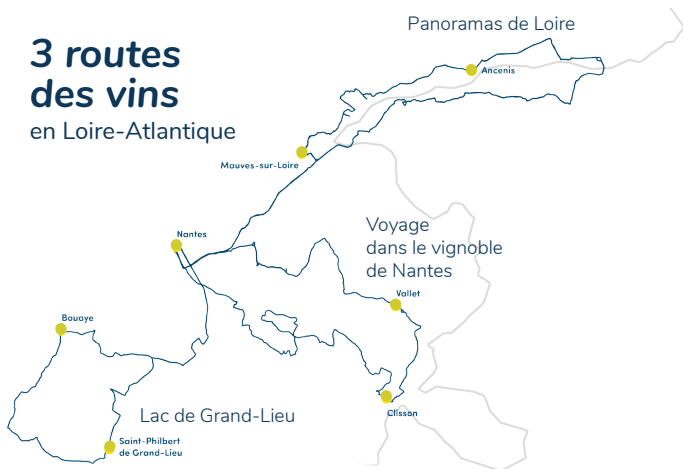 3 routes
des vins
en Loire-Atlantique
Panoramas de Loire
Ancenis
Mauves-sur-Loire
Nantes
Voyage
dans le vignoble
de Nantes
Vallet
Bouaye
Clisson
Lac de Grand-Lieu
Saint-Philbert
de Grand-Lieu